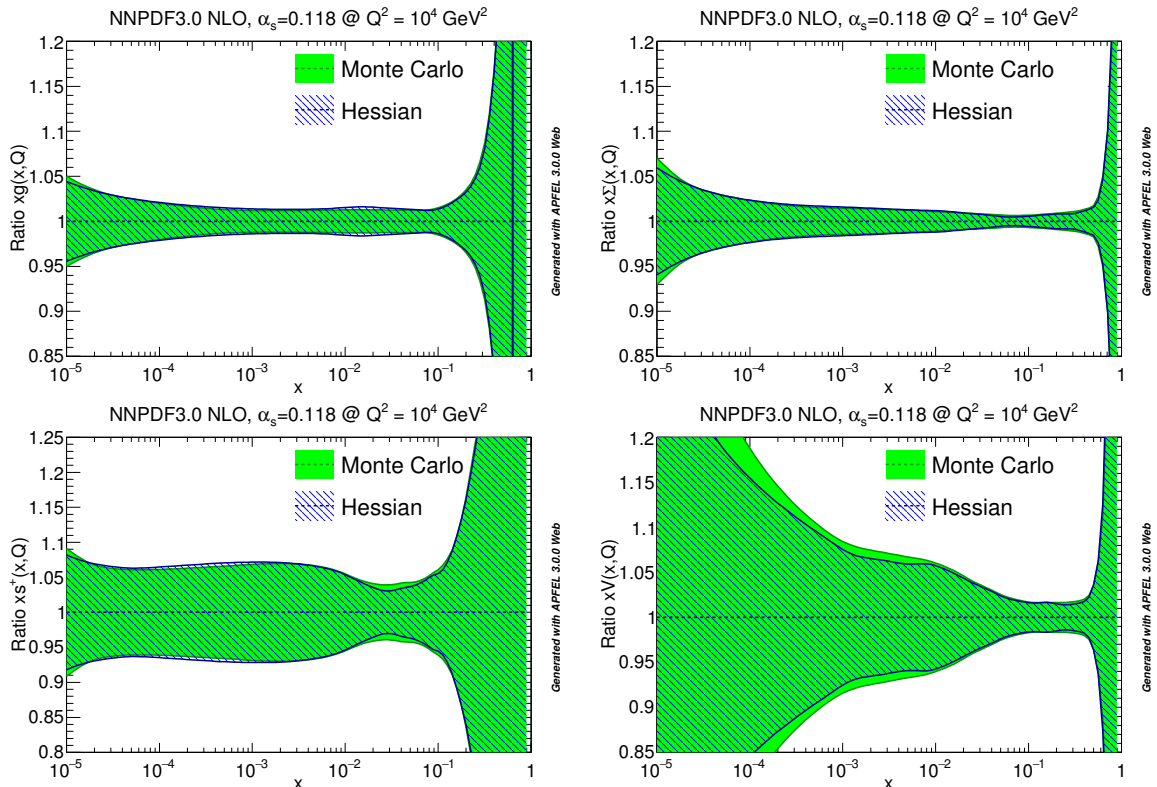 NNPDF3.0 NLO, αs=0.118 @ Q² = 10⁴ GeV²
1.2
1.15
1.1
1.05
1
0.95
0.9
0.85
Ratio xg(x,Q)
Monte Carlo
Hessian
Generated with APFEL 3.0.0 Web
10⁻⁵ 10⁻⁴ 10⁻³ 10⁻² 10⁻¹ 1
x
NNPDF3.0 NLO, αs=0.118 @ Q² = 10⁴ GeV²
1.2
1.15
1.1
1.05
1
0.95
0.9
0.85
Ratio xΣ(x,Q)
Monte Carlo
Hessian
Generated with APFEL 3.0.0 Web
10⁻⁵ 10⁻⁴ 10⁻³ 10⁻² 10⁻¹ 1
x
NNPDF3.0 NLO, αs=0.118 @ Q² = 10⁴ GeV²
1.25
1.2
1.15
1.1
1.05
1
0.95
0.9
0.85
0.8
Ratio xs⁺(x,Q)
Monte Carlo
Hessian
Generated with APFEL 3.0.0 Web
10⁻⁵ 10⁻⁴ 10⁻³ 10⁻² 10⁻¹ 1
x
NNPDF3.0 NLO, αs=0.118 @ Q² = 10⁴ GeV²
1.2
1.15
1.1
1.05
1
0.95
0.9
0.85
Ratio xV(x,Q)
Monte Carlo
Hessian
Generated with APFEL 3.0.0 Web
10⁻⁵ 10⁻⁴ 10⁻³ 10⁻² 10⁻¹ 1
x